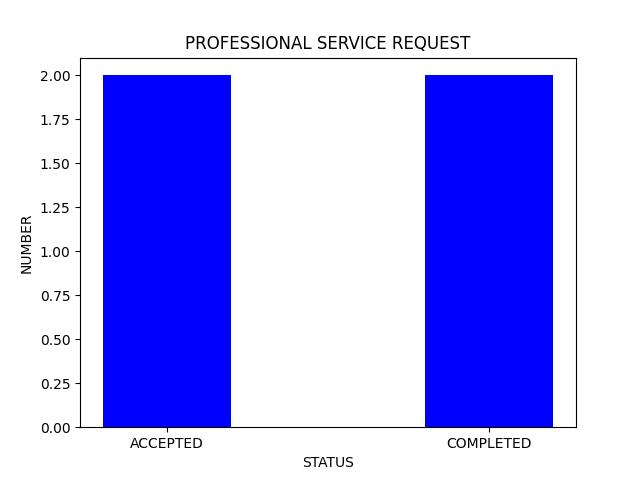 PROFESSIONAL SERVICE REQUEST
2.00
1.75
1.50
1.25
1.00
0.75
0.50
0.25
0.00
NUMBER
ACCEPTED COMPLETED
STATUS